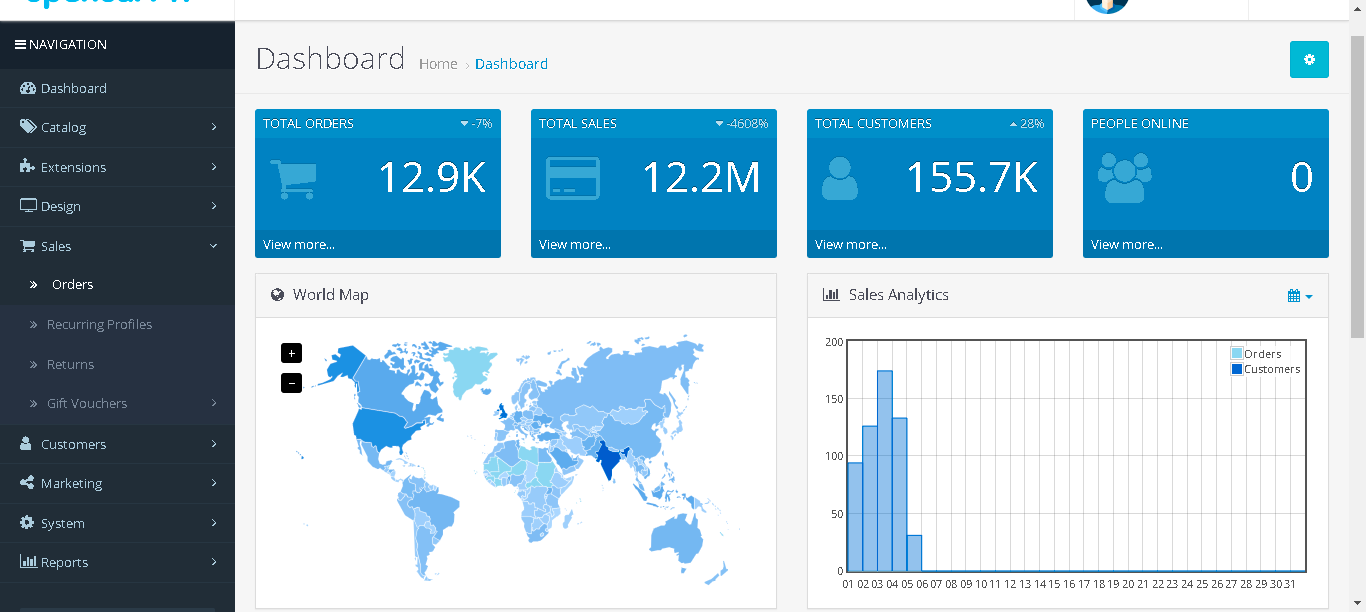 NAVIGATION
Dashboard
Catalog
Extensions
Design
Sales
Orders
Recurring Profiles
Returns
Gift Vouchers
Customers
Marketing
System
Reports
Dashboard
Home › Dashboard
TOTAL ORDERS -7%
12.9K
View more...
TOTAL SALES -4608%
12.2M
View more...
TOTAL CUSTOMERS 28%
155.7K
View more...
PEOPLE ONLINE
0
View more...
World Map
+
−
Sales Analytics
Orders
Customers
200
150
100
50
0
01 02 03 04 05 06 07 08 09 10 11 12 13 14 15 16 17 18 19 20 21 22 23 24 25 26 27 28 29 30 31